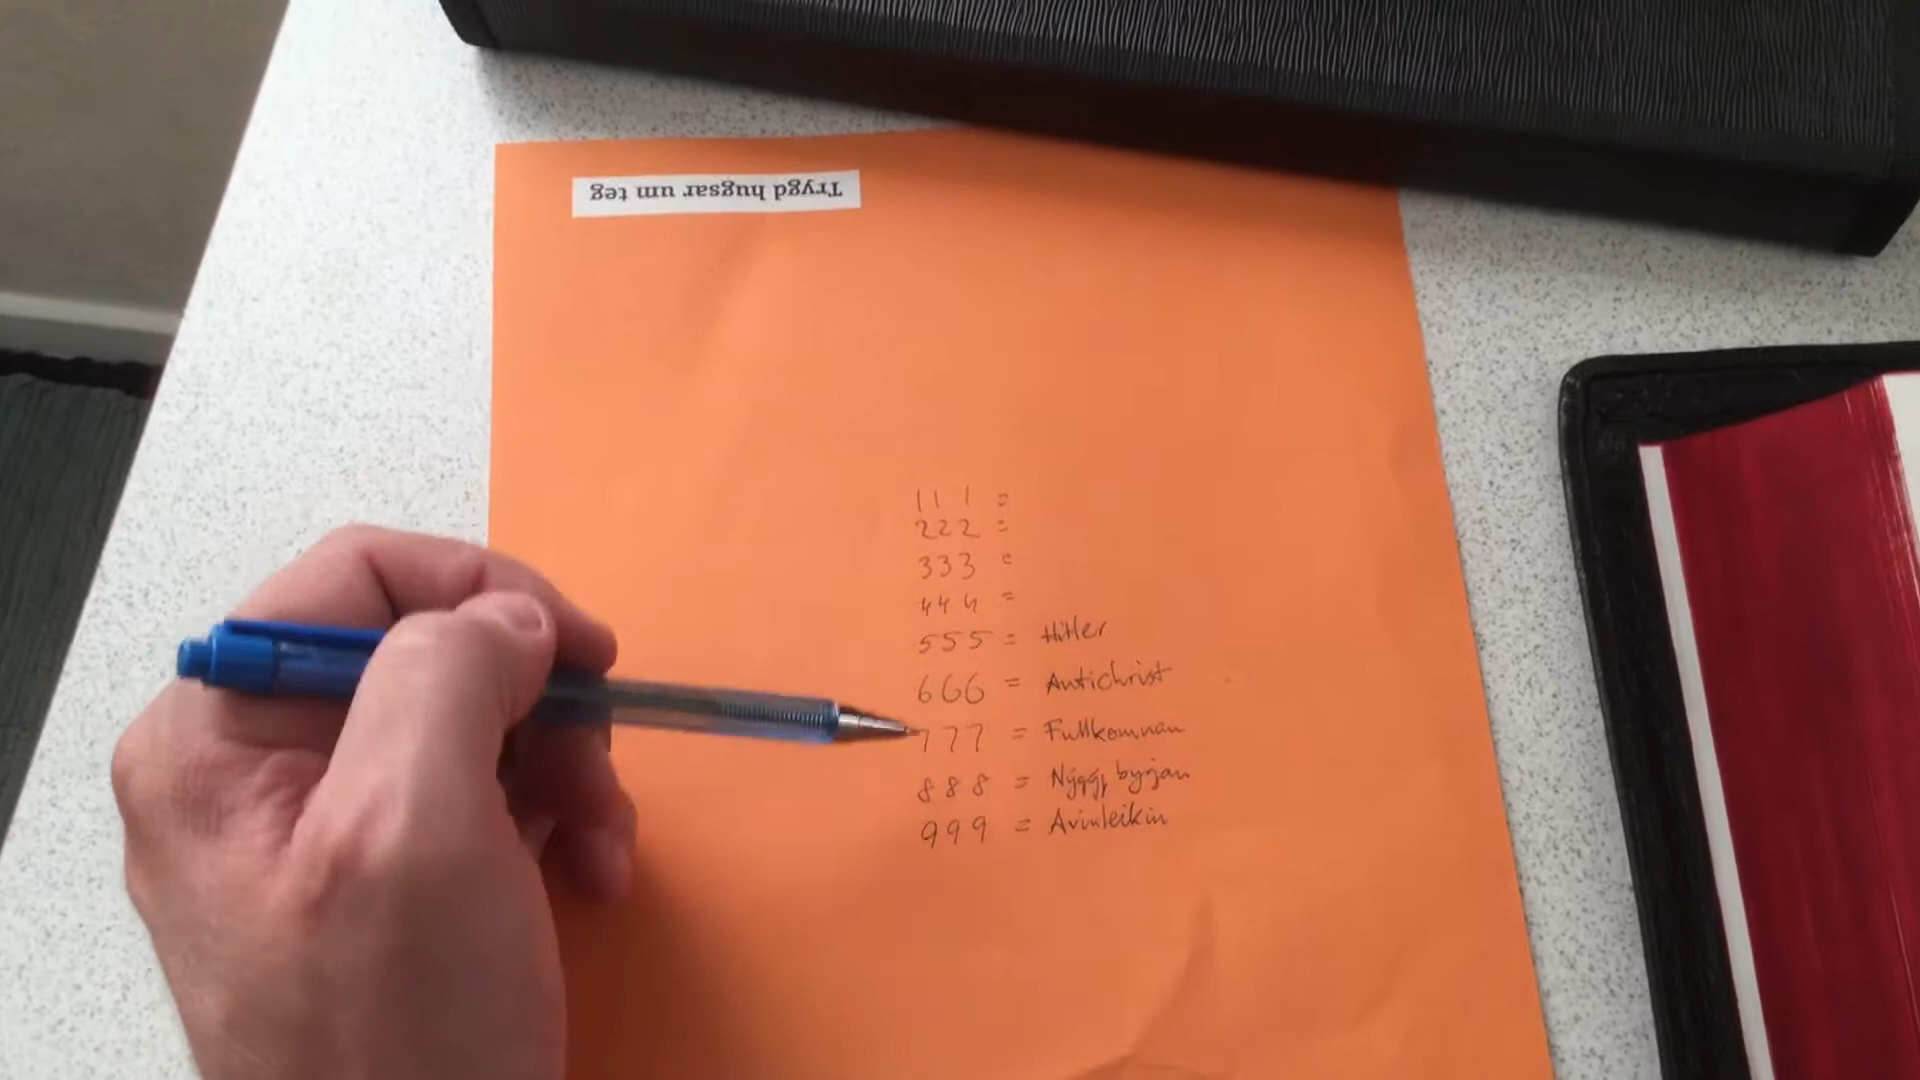 Trygd hugsar um teg
111 =
222 =
333 =
444 =
555 = Hitler
666 = Antichrist
777 = Fullkomnan
888 = Nýggj byrjan
999 = Ævinleikin